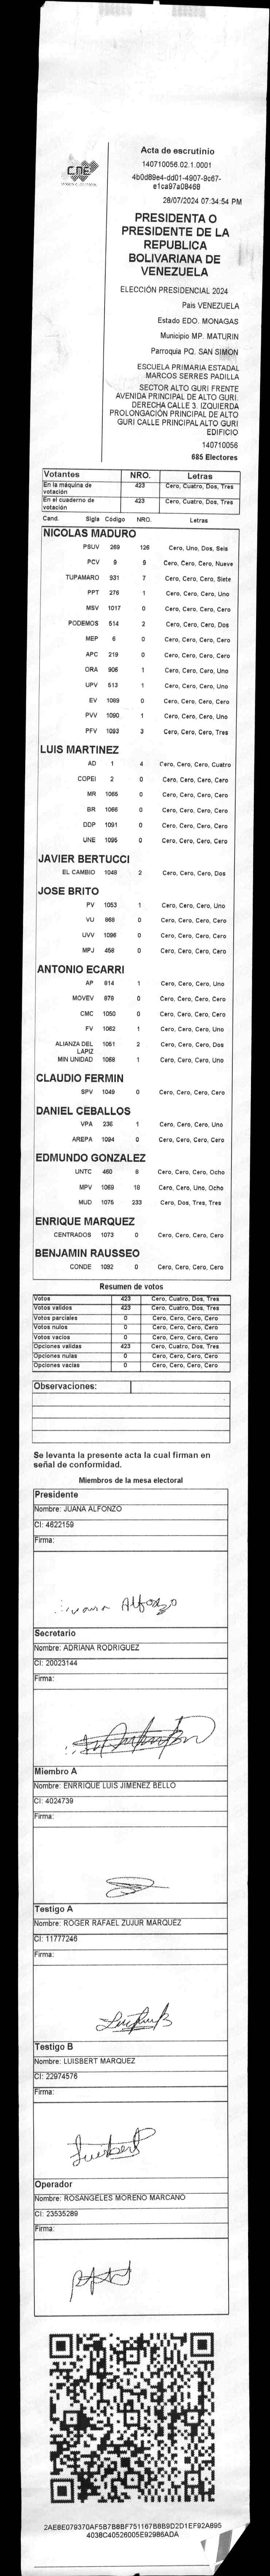 CNE
Acta de escrutinio
140710056.02.1.0001
4b0d89e4-dd01-4907-9c67-
e1ca97a08468
28/07/2024 07:34:54 PM
PRESIDENTA O
PRESIDENTE DE LA
REPUBLICA
BOLIVARIANA DE
VENEZUELA
ELECCIÓN PRESIDENCIAL 2024
Pais VENEZUELA
Estado EDO. MONAGAS
Municipio MP. MATURIN
Parroquia PQ. SAN SIMON
ESCUELA PRIMARIA ESTADAL
MARCOS SERRES PADILLA
SECTOR ALTO GURI FRENTE
AVENIDA PRINCIPAL DE ALTO GURI.
DERECHA CALLE 3. IZQUIERDA
PROLONGACIÓN PRINCIPAL DE ALTO
GURI CALLE PRINCIPAL ALTO GURI
EDIFICIO
140710056
685 Electores
Votantes NRO. Letras
En la máquina de votación 423 Cero, Cuatro, Dos, Tres
En el cuaderno de votación 423 Cero, Cuatro, Dos, Tres
Cand. Sigla Código NRO. Letras
NICOLAS MADURO
PSUV 269 126 Cero, Uno, Dos, Seis
PCV 9 9 Cero, Cero, Cero, Nueve
TUPAMARO 931 7 Cero, Cero, Cero, Siete
PPT 276 1 Cero, Cero, Cero, Uno
MSV 1017 0 Cero, Cero, Cero, Cero
PODEMOS 514 2 Cero, Cero, Cero, Dos
MEP 6 0 Cero, Cero, Cero, Cero
APC 219 0 Cero, Cero, Cero, Cero
ORA 906 1 Cero, Cero, Cero, Uno
UPV 513 1 Cero, Cero, Cero, Uno
EV 1089 0 Cero, Cero, Cero, Cero
PVV 1090 1 Cero, Cero, Cero, Uno
PFV 1093 3 Cero, Cero, Cero, Tres
LUIS MARTINEZ
AD 1 4 Cero, Cero, Cero, Cuatro
COPEI 2 0 Cero, Cero, Cero, Cero
MR 1065 0 Cero, Cero, Cero, Cero
BR 1066 0 Cero, Cero, Cero, Cero
DDP 1091 0 Cero, Cero, Cero, Cero
UNE 1095 0 Cero, Cero, Cero, Cero
JAVIER BERTUCCI
EL CAMBIO 1048 2 Cero, Cero, Cero, Dos
JOSE BRITO
PV 1053 1 Cero, Cero, Cero, Uno
VU 868 0 Cero, Cero, Cero, Cero
UVV 1096 0 Cero, Cero, Cero, Cero
MPJ 458 0 Cero, Cero, Cero, Cero
ANTONIO ECARRI
AP 814 1 Cero, Cero, Cero, Uno
MOVEV 876 0 Cero, Cero, Cero, Cero
CMC 1050 0 Cero, Cero, Cero, Cero
FV 1062 1 Cero, Cero, Cero, Uno
ALIANZA DEL LAPIZ 1051 2 Cero, Cero, Cero, Dos
MIN UNIDAD 1068 1 Cero, Cero, Cero, Uno
CLAUDIO FERMIN
SPV 1049 0 Cero, Cero, Cero, Cero
DANIEL CEBALLOS
VPA 236 1 Cero, Cero, Cero, Uno
AREPA 1094 0 Cero, Cero, Cero, Cero
EDMUNDO GONZALEZ
UNTC 460 8 Cero, Cero, Cero, Ocho
MPV 1069 18 Cero, Cero, Uno, Ocho
MUD 1075 233 Cero, Dos, Tres, Tres
ENRIQUE MARQUEZ
CENTRADOS 1073 0 Cero, Cero, Cero, Cero
BENJAMIN RAUSSEO
CONDE 1092 0 Cero, Cero, Cero, Cero
Resumen de votos
Votos 423 Cero, Cuatro, Dos, Tres
Votos validos 423 Cero, Cuatro, Dos, Tres
Votos parciales 0 Cero, Cero, Cero, Cero
Votos nulos 0 Cero, Cero, Cero, Cero
Votos vacios 0 Cero, Cero, Cero, Cero
Opciones validas 423 Cero, Cuatro, Dos, Tres
Opciones nulas 0 Cero, Cero, Cero, Cero
Opciones vacias 0 Cero, Cero, Cero, Cero
Observaciones:
Se levanta la presente acta la cual firman en
señal de conformidad.
Miembros de la mesa electoral
Presidente
Nombre: JUANA ALFONZO
CI: 4622159
Firma:
Juana Alfonzo
Secretario
Nombre: ADRIANA RODRIGUEZ
CI: 20023144
Firma:
Miembro A
Nombre: ENRRIQUE LUIS JIMENEZ BELLO
CI: 4024739
Firma:
Testigo A
Nombre: ROGER RAFAEL ZUJUR MARQUEZ
CI: 11777246
Firma:
Testigo B
Nombre: LUISBERT MARQUEZ
CI: 22974576
Firma:
Luisbert
Operador
Nombre: ROSANGELES MORENO MARCANO
CI: 23535289
Firma:
2AE8E079370AF5B7B8BF751167B8B9D2D1EF92A895
4038C40526005E92986ADA